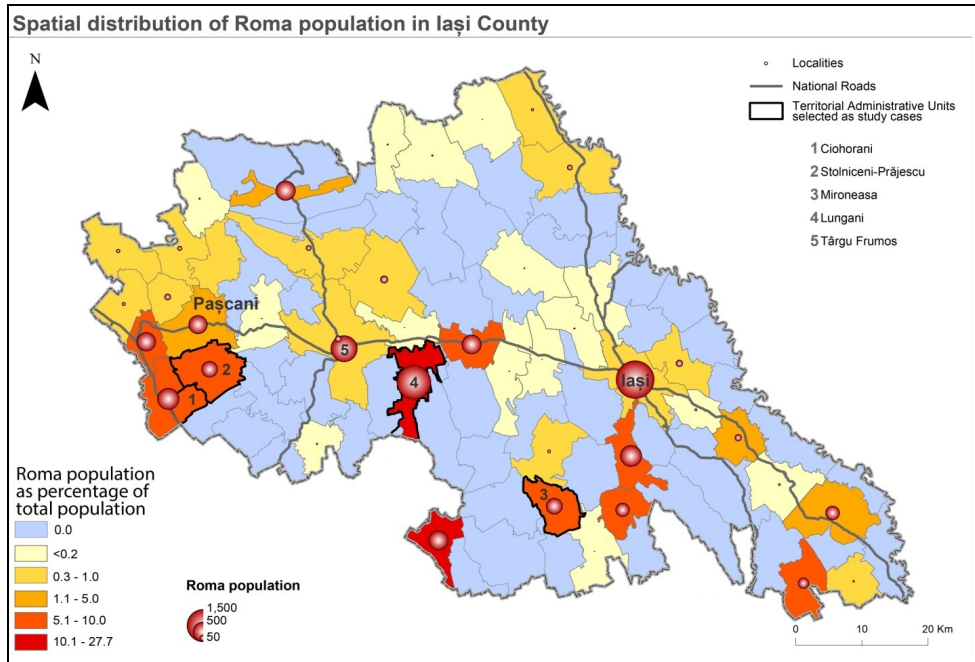 Spatial distribution of Roma population in Iași County
N
Localities
National Roads
Territorial Administrative Units
selected as study cases
1 Ciohorani
2 Stolniceni-Prăjescu
3 Mironeasa
4 Lungani
5 Târgu Frumos
Pașcani
5
2
4
Iași
1
3
Roma population
as percentage of
total population
0.0
<0.2
0.3 - 1.0
1.1 - 5.0
5.1 - 10.0
10.1 - 27.7
Roma population
1,500
500
50
0 10 20 Km